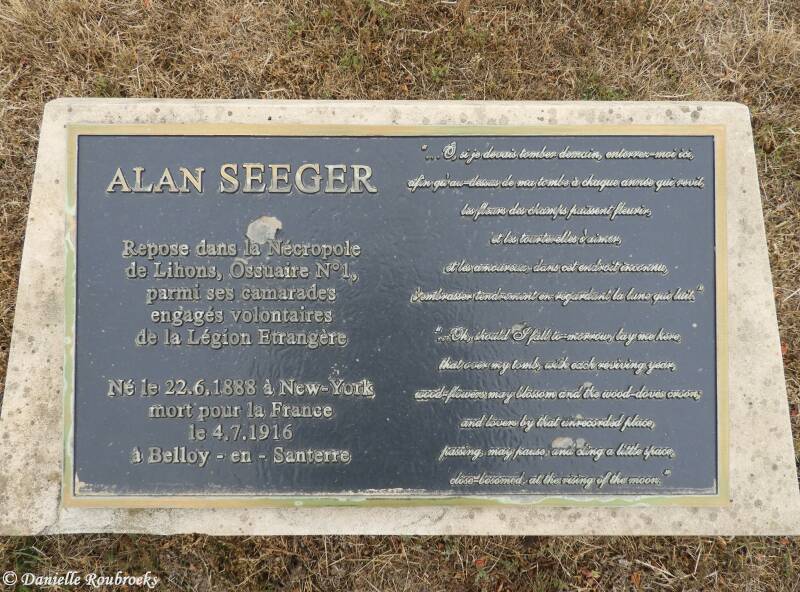 ALAN SEEGER
Repose dans la Nécropole
de Lihons, Ossuaire N°1,
parmi ses camarades
engagés volontaires
de la Légion Etrangère
Né le 22.6.1888 à New-York
mort pour la France
le 4.7.1916
à Belloy - en - Santerre
"...Ô, si je devais tomber demain, enterrez-moi ici,
afin qu'au-dessus de ma tombe à chaque année qui revit,
les fleurs des champs puissent fleurir,
et les tourterelles s'aimer,
et les amoureux dans cet endroit inconnu,
s'embrasser tendrement en regardant la lune qui luit."
"...Oh, should I fall to-morrow, lay me here,
that over my tomb, with each reviving year,
wood-flowers may blossom and the wood-doves croon;
and lovers by that unrecorded place,
passing, may pause, and cling a little space,
close-bosomed, at the rising of the moon."
© Danielle Roubroeks